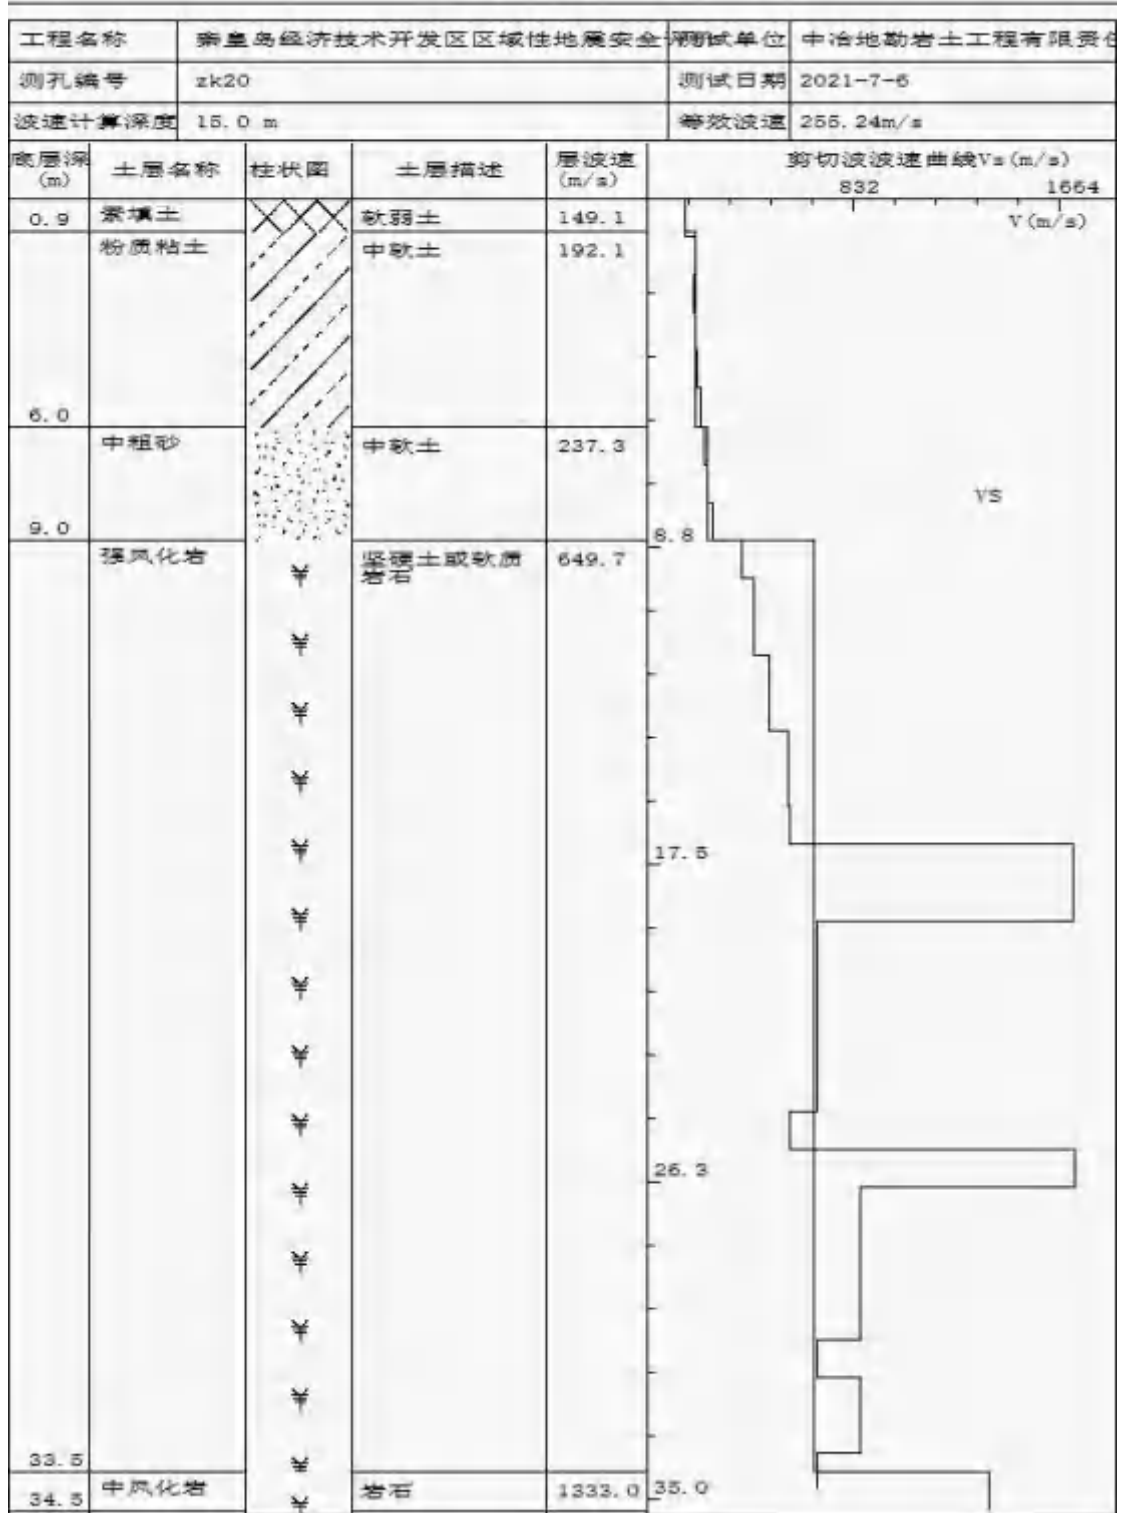 工程名称 秦皇岛经济技术开发区区域性地震安全 测试单位 中冶地勘岩土工程有限责任
测孔编号 zk20 测试日期 2021-7-6
波速计算深度 15.0 m 等效波速 255.24m/s
底层深(m) 土层名称 柱状图 土层描述 层波速(m/s) 剪切波波速曲线Vs(m/s)
832 1664
V(m/s)
0.9 素填土 软弱土 149.1
粉质粘土 中软土 192.1
6.0
中粗砂 中软土 237.3
VS
9.0
8.8
强风化岩 坚硬土或软质岩石 649.7
17.5
26.3
33.5
中风化岩 岩石 1333.0
34.5
35.0